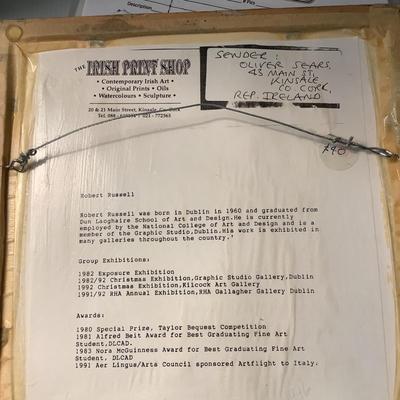 THE IRISH PRINT SHOP
• Contemporary Irish Art •
• Original Prints • Oils
• Watercolours • Sculpture •
20 & 21 Main Street, Kinsale, Co. Cork
SENDER:
OLIVER SEARS,
43 MAIN ST,
KINSALE
CO. CORK,
REP. IRELAND
£90
Robert Russell
Robert Russell was born in Dublin in 1960 and graduated from
Dun Laoghaire School of Art and Design.He is currently
employed by the National College of Art and Design and is a
member of the Graphic Studio,Dublin.His work is exhibited in
many galleries throughout the country.'
Group Exhibitions:
1982 Exposure Exhibition
1982/92 Christmas Exhibition,Graphic Studio Gallery,Dublin
1992 Christmas Exhibition,Kilcock Art Gallery
1991/92 RHA Annual Exhibition,RHA Gallagher Gallery Dublin
Awards:
1980 Special Prize, Taylor Bequest Competition
1981 Alfred Beit Award for Best Graduating Fine Art
Student,DLCAD.
1983 Nora McGuinness Award for Best Graduating Fine Art
Student, DLCAD
1991 Aer Lingus/Arts Council sponsored Artflight to Italy.